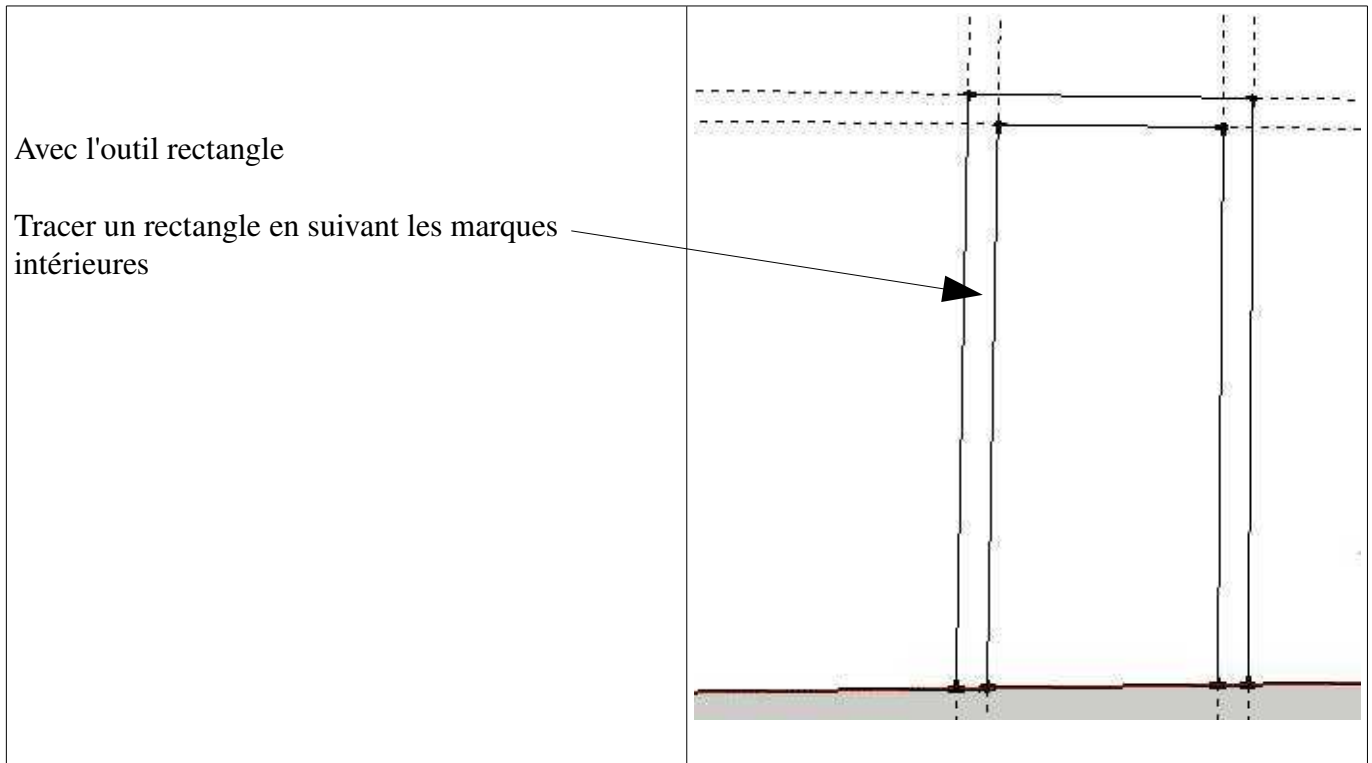 Avec l'outil rectangle
Tracer un rectangle en suivant les marques
intérieures